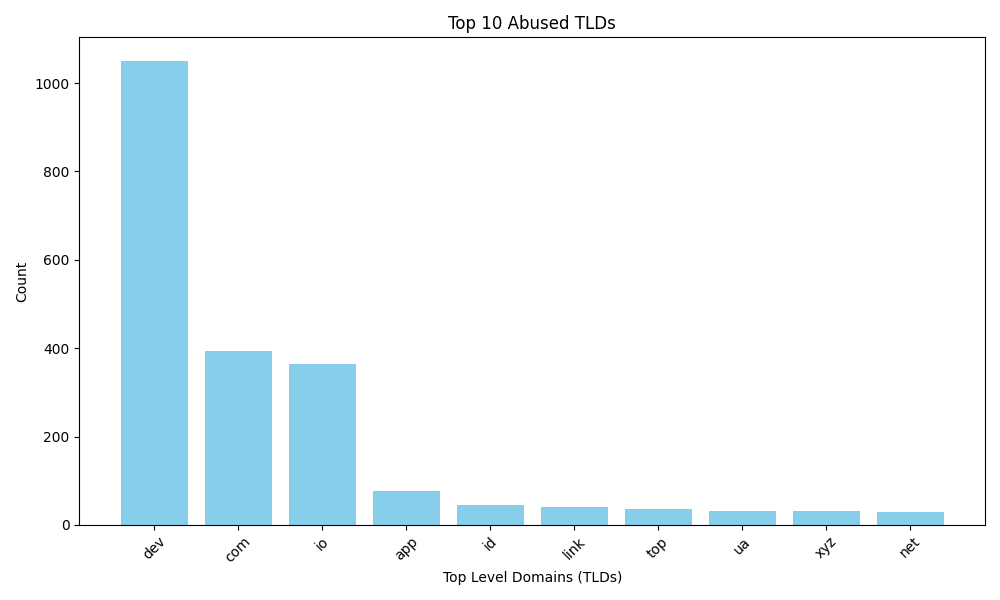 Top 10 Abused TLDs
1000
800
600
400
200
0
Count
dev
com
io
app
id
link
top
ua
xyz
net
Top Level Domains (TLDs)